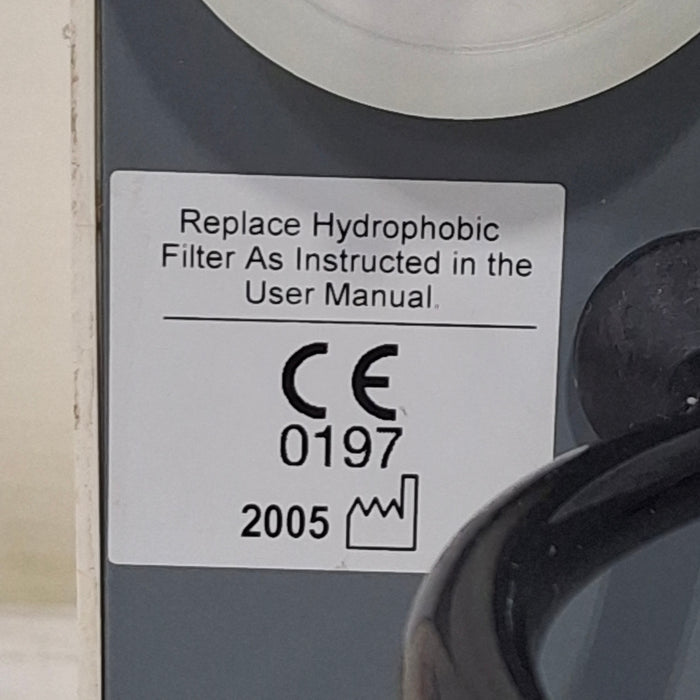 Replace Hydrophobic
Filter As Instructed in the
User Manual.
CE
0197
2005